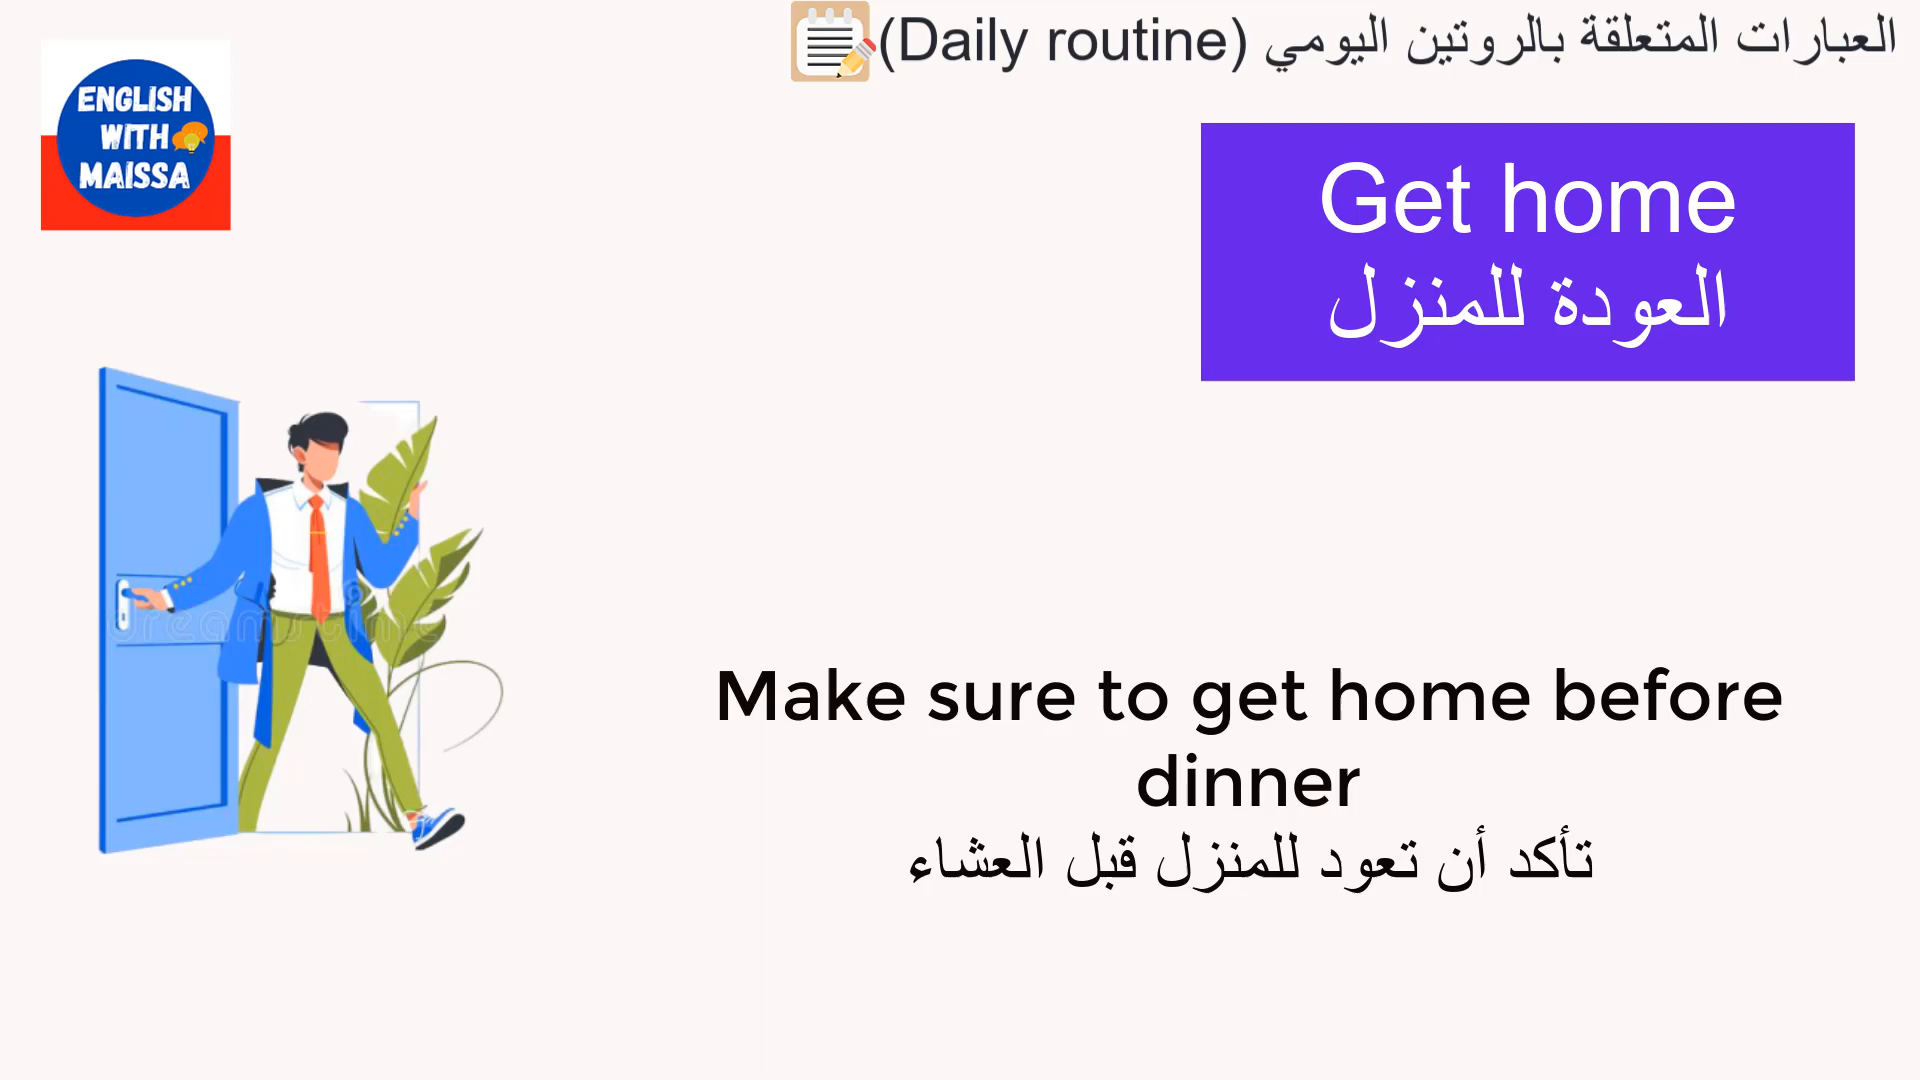 العبارات المتعلقة بالروتين اليومي (Daily routine)
ENGLISH
WITH
MAISSA
Get home
العودة للمنزل
dreamstime
Make sure to get home before
dinner
تأكد أن تعود للمنزل قبل العشاء